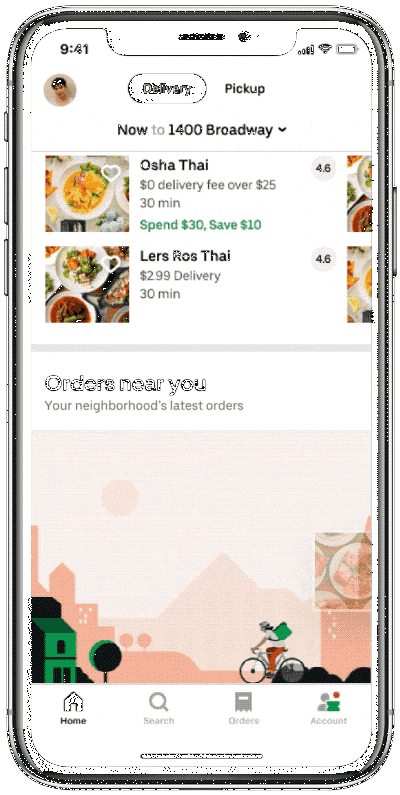 9:41
Delivery
Pickup
Now to 1400 Broadway
Osha Thai
4.6
$0 delivery fee over $25
30 min
Spend $30, Save $10
Lers Ros Thai
4.6
$2.99 Delivery
30 min
Orders near you
Your neighborhood's latest orders
Home
Search
Orders
Account